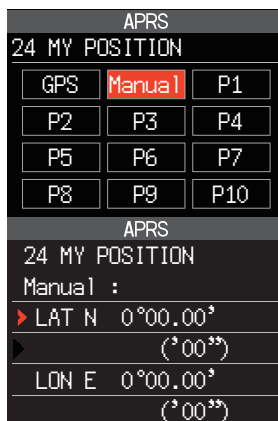 APRS
24 MY POSITION
GPS Manual P1
P2 P3 P4
P5 P6 P7
P8 P9 P10
APRS
24 MY POSITION
Manual :
LAT N 0°00.00’
(’00”)
LON E 0°00.00’
(’00”)